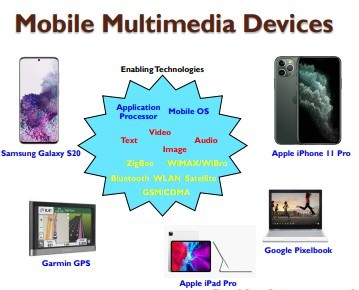 Mobile Multimedia Devices
Enabling Technologies
Application
Processor
Mobile OS
Video
Text
Audio
Image
ZigBee WiMAX/WiBro
Bluetooth WLAN Satellite
GSM/CDMA
Samsung Galaxy S20
Apple iPhone 11 Pro
Garmin GPS
Google Pixelbook
Apple iPad Pro